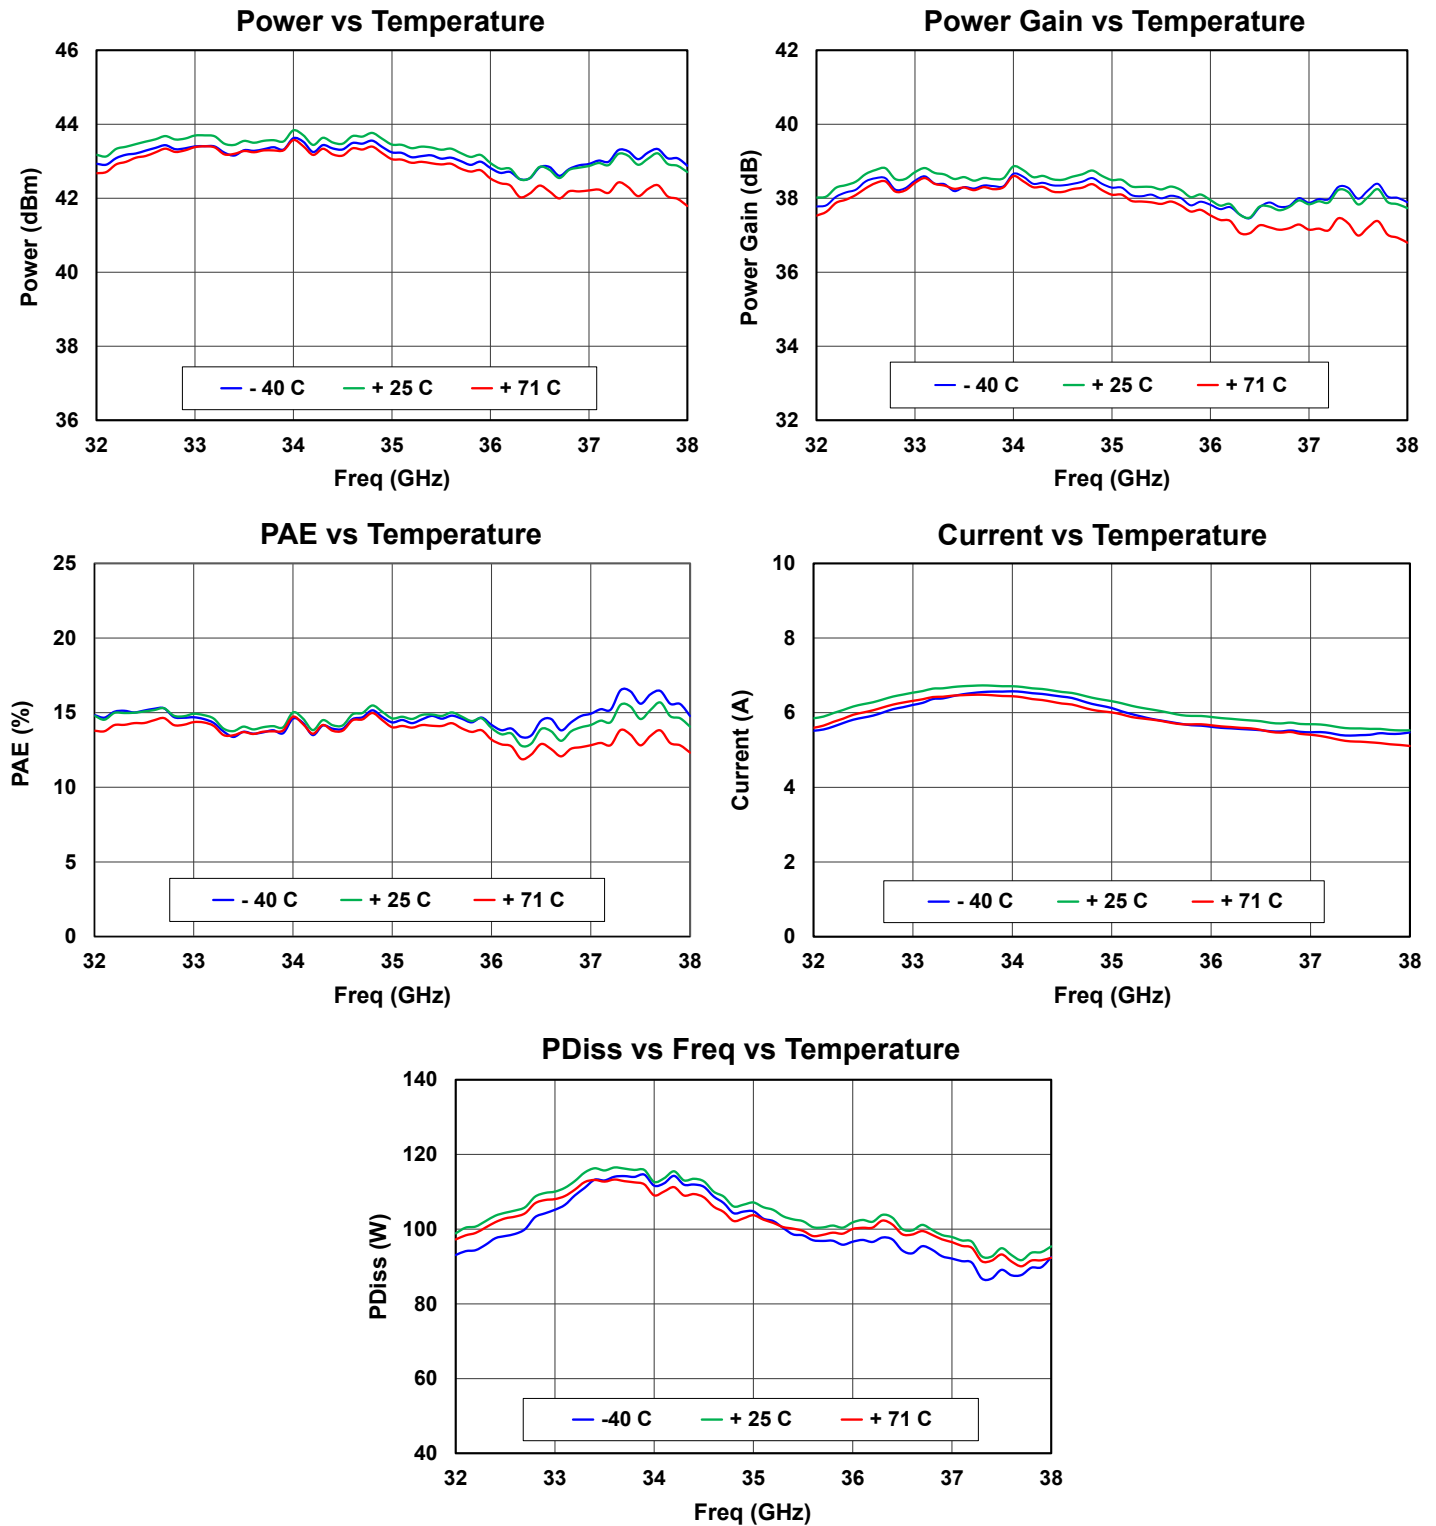 Power vs Temperature
46
44
42
40
38
36
Power (dBm)
- 40 C + 25 C + 71 C
32 33 34 35 36 37 38
Freq (GHz)
Power Gain vs Temperature
42
40
38
36
34
32
Power Gain (dB)
- 40 C + 25 C + 71 C
32 33 34 35 36 37 38
Freq (GHz)
PAE vs Temperature
25
20
15
10
5
0
PAE (%)
- 40 C + 25 C + 71 C
32 33 34 35 36 37 38
Freq (GHz)
Current vs Temperature
10
8
6
4
2
0
Current (A)
- 40 C + 25 C + 71 C
32 33 34 35 36 37 38
Freq (GHz)
PDiss vs Freq vs Temperature
140
120
100
80
60
40
PDiss (W)
-40 C + 25 C + 71 C
32 33 34 35 36 37 38
Freq (GHz)